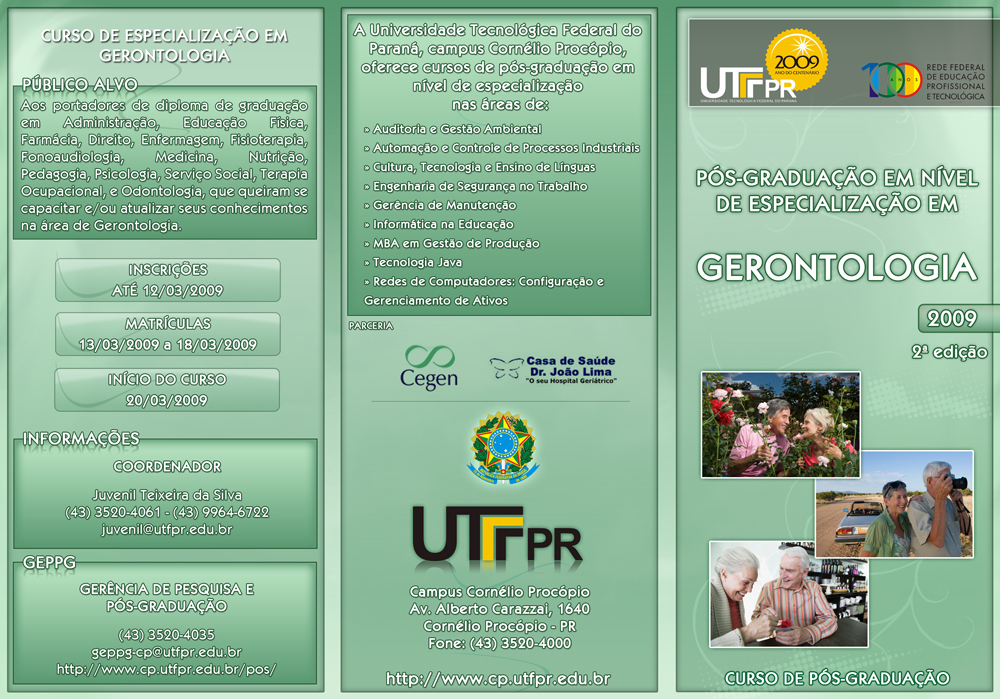 CURSO DE ESPECIALIZAÇÃO EM
GERONTOLOGIA
PÚBLICO ALVO
Aos portadores de diploma de graduação
em Administração, Educação Física,
Farmácia, Direito, Enfermagem, Fisioterapia,
Fonoaudiologia, Medicina, Nutrição,
Pedagogia, Psicologia, Serviço Social, Terapia
Ocupacional, e Odontologia, que queiram se
capacitar e/ou atualizar seus conhecimentos
na área de Gerontologia.
INSCRIÇÕES
ATÉ 12/03/2009
MATRÍCULAS
13/03/2009 a 18/03/2009
INÍCIO DO CURSO
20/03/2009
INFORMAÇÕES
COORDENADOR
Juvenil Teixeira da Silva
(43) 3520-4061 - (43) 9964-6722
juvenil@utfpr.edu.br
GEPPG
GERÊNCIA DE PESQUISA E
PÓS-GRADUAÇÃO
(43) 3520-4035
geppg-cp@utfpr.edu.br
http://www.cp.utfpr.edu.br/pos/
A Universidade Tecnológica Federal do
Paraná, campus Cornélio Procópio,
oferece cursos de pós-graduação em
nível de especialização
nas áreas de:
» Auditoria e Gestão Ambiental
» Automação e Controle de Processos Industriais
» Cultura, Tecnologia e Ensino de Línguas
» Engenharia de Segurança no Trabalho
» Gerência de Manutenção
» Informática na Educação
» MBA em Gestão de Produção
» Tecnologia Java
» Redes de Computadores: Configuração e
Gerenciamento de Ativos
PARCERIA
Cegen
Casa de Saúde
Dr. João Lima
"O seu Hospital Geriátrico"
UTFPR
Campus Cornélio Procópio
Av. Alberto Carazzai, 1640
Cornélio Procópio - PR
Fone: (43) 3520-4000
http://www.cp.utfpr.edu.br
2009
ANO DO CENTENÁRIO
UTFPR
UNIVERSIDADE TECNOLÓGICA FEDERAL DO PARANÁ
100
ANOS
REDE FEDERAL
DE EDUCAÇÃO
PROFISSIONAL
E TECNOLÓGICA
PÓS-GRADUAÇÃO EM NÍVEL
DE ESPECIALIZAÇÃO EM
GERONTOLOGIA
2009
2ª edição
CURSO DE PÓS-GRADUAÇÃO